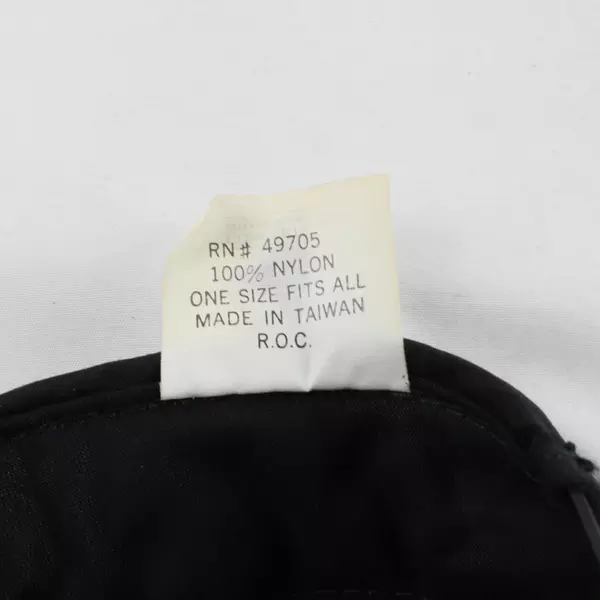 RN# 49705
100% NYLON
ONE SIZE FITS ALL
MADE IN TAIWAN
R.O.C.